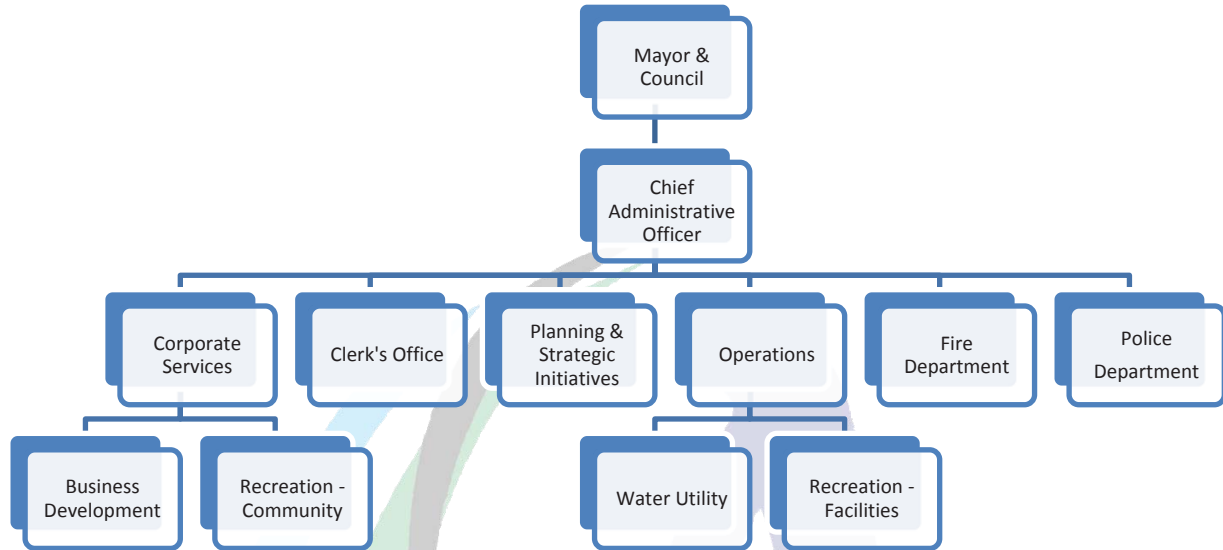 Mayor &
Council
Chief
Administrative
Officer
Corporate
Services
Clerk's Office
Planning &
Strategic
Initiatives
Operations
Fire
Department
Police
Department
Business
Development
Recreation -
Community
Water Utility
Recreation -
Facilities